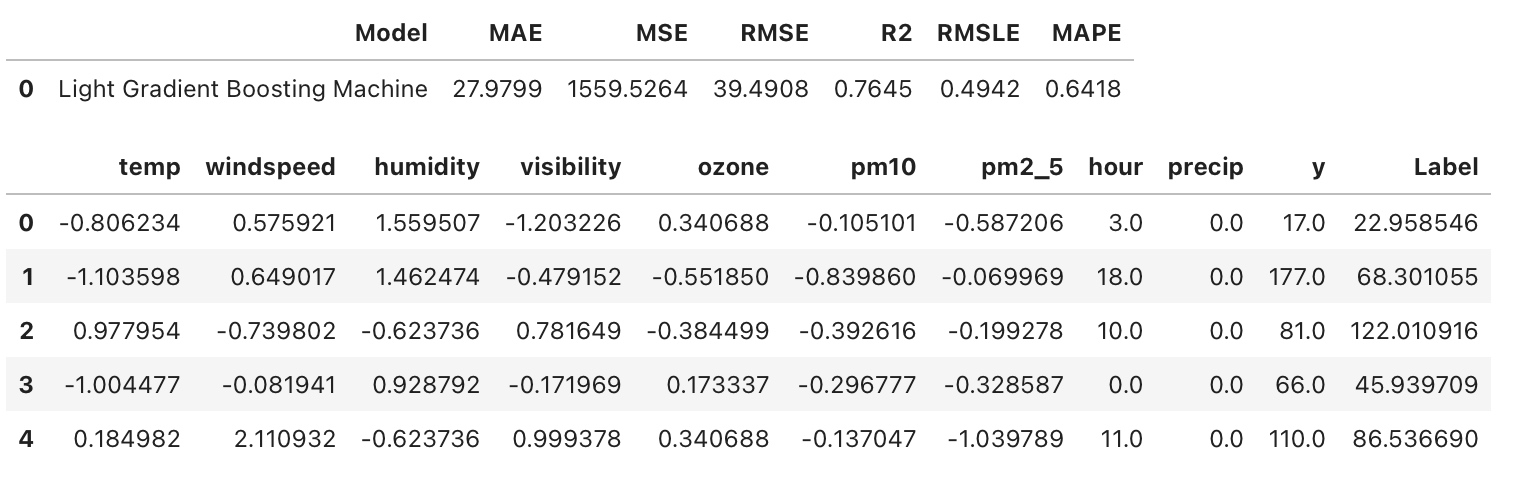 Model MAE MSE RMSE R2 RMSLE MAPE
0 Light Gradient Boosting Machine 27.9799 1559.5264 39.4908 0.7645 0.4942 0.6418
temp windspeed humidity visibility ozone pm10 pm2_5 hour precip y Label
0 -0.806234 0.575921 1.559507 -1.203226 0.340688 -0.105101 -0.587206 3.0 0.0 17.0 22.958546
1 -1.103598 0.649017 1.462474 -0.479152 -0.551850 -0.839860 -0.069969 18.0 0.0 177.0 68.301055
2 0.977954 -0.739802 -0.623736 0.781649 -0.384499 -0.392616 -0.199278 10.0 0.0 81.0 122.010916
3 -1.004477 -0.081941 0.928792 -0.171969 0.173337 -0.296777 -0.328587 0.0 0.0 66.0 45.939709
4 0.184982 2.110932 -0.623736 0.999378 0.340688 -0.137047 -1.039789 11.0 0.0 110.0 86.536690